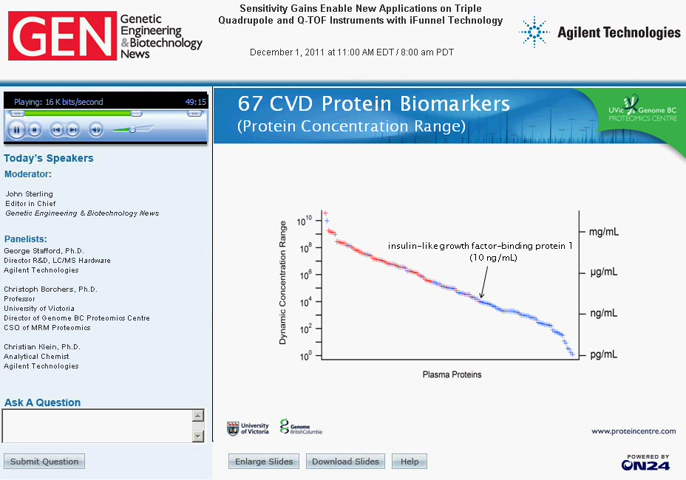 GEN
Genetic
Engineering
& Biotechnology
News
Sensitivity Gains Enable New Applications on Triple
Quadrupole and Q-TOF Instruments with iFunnel Technology
December 1, 2011 at 11:00 AM EDT / 8:00 am PDT
Agilent Technologies
Playing: 16 K bits/second
49:15
Today's Speakers
Moderator:
John Sterling
Editor in Chief
Genetic Engineering & Biotechnology News
Panelists:
George Stafford, Ph.D.
Director R&D, LC/MS Hardware
Agilent Technologies
Christoph Borchers, Ph.D.
Professor
University of Victoria
Director of Genome BC Proteomics Centre
CSO of MRM Proteomics
Christian Klein, Ph.D.
Analytical Chemist
Agilent Technologies
Ask A Question
Submit Question
67 CVD Protein Biomarkers
(Protein Concentration Range)
UVic Genome BC
PROTEOMICS CENTRE
Dynamic Concentration Range
10¹⁰
10⁸
10⁶
10⁴
10²
10⁰
insulin-like growth factor-binding protein 1
(10 ng/mL)
mg/mL
µg/mL
ng/mL
pg/mL
Plasma Proteins
University
of Victoria
Genome
BritishColumbia
www.proteincentre.com
Enlarge Slides
Download Slides
Help
POWERED BY
ON24